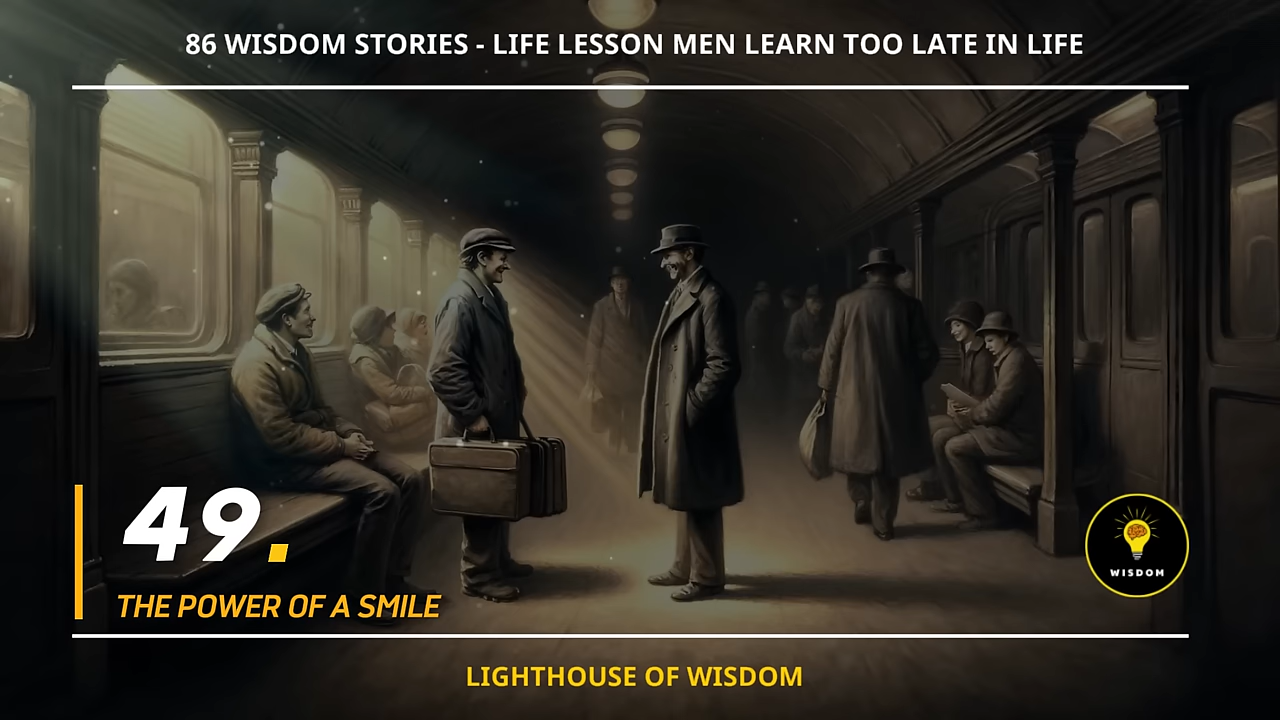 86 WISDOM STORIES - LIFE LESSON MEN LEARN TOO LATE IN LIFE
49.
THE POWER OF A SMILE
WISDOM
LIGHTHOUSE OF WISDOM